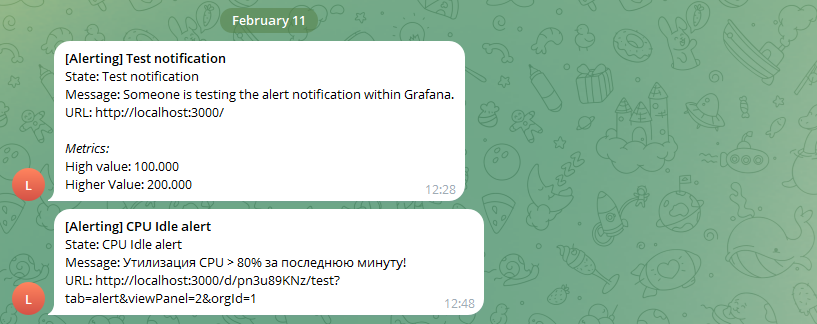 February 11
[Alerting] Test notification
State: Test notification
Message: Someone is testing the alert notification within Grafana.
URL: http://localhost:3000/
Metrics:
High value: 100.000
Higher Value: 200.000
L
12:28
[Alerting] CPU Idle alert
State: CPU Idle alert
Message: Утилизация CPU > 80% за последнюю минуту!
URL: http://localhost:3000/d/pn3u89KNz/test?
tab=alert&viewPanel=2&orgId=1
L
12:48